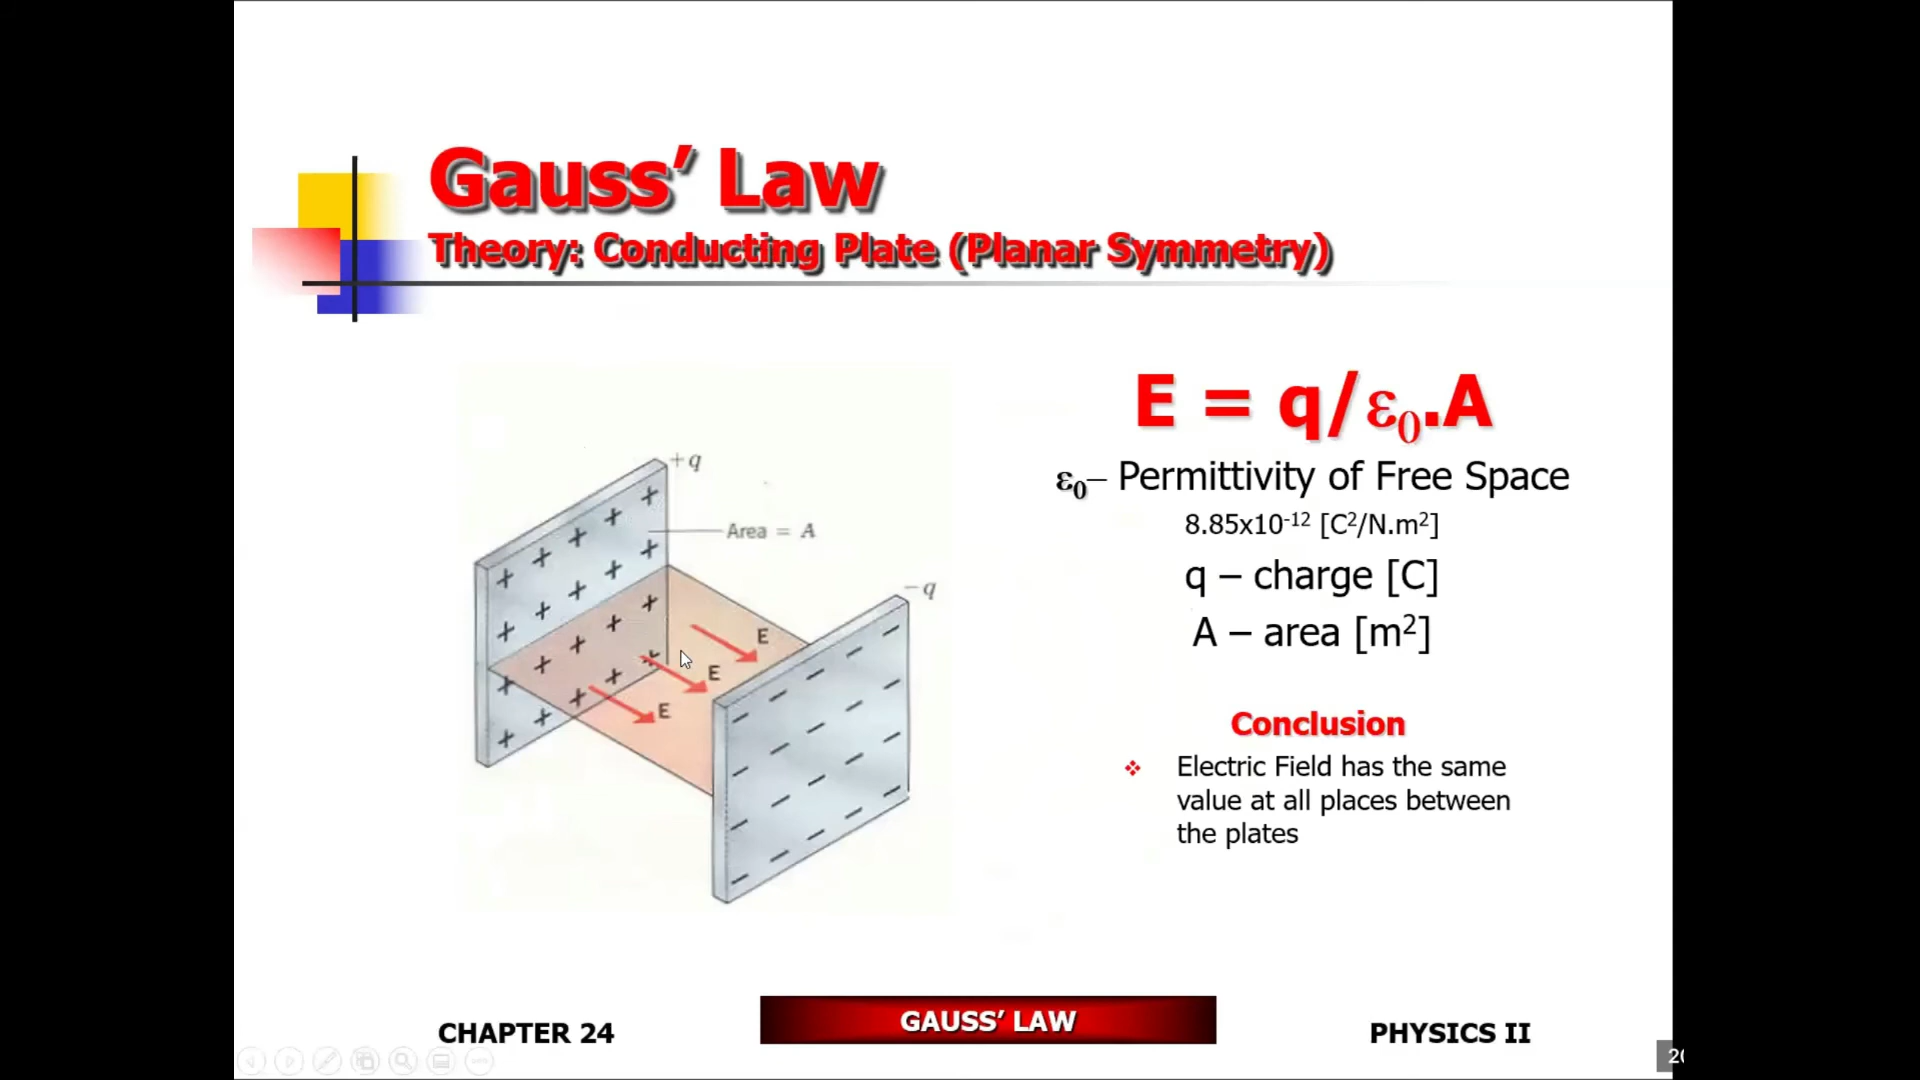 Gauss’ Law
Theory: Conducting Plate (Planar Symmetry)
+q
Area = A
-q
E
E
E
E = q/ε₀.A
ε₀– Permittivity of Free Space
8.85x10⁻¹² [C²/N.m²]
q – charge [C]
A – area [m²]
Conclusion
❖ Electric Field has the same
value at all places between
the plates
CHAPTER 24
GAUSS’ LAW
PHYSICS II